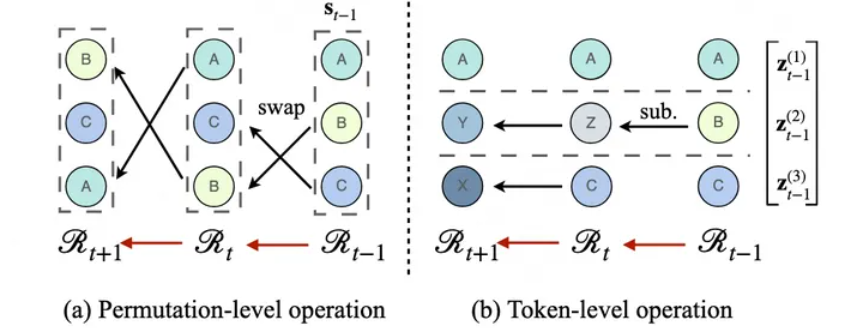 s_{t-1}
B A A
C C B
A B C
swap
ℛ_{t+1} ℛ_t ℛ_{t-1}
(a) Permutation-level operation
A A A
Y Z B
X C C
sub.
z_{t-1}^{(1)}
z_{t-1}^{(2)}
z_{t-1}^{(3)}
ℛ_{t+1} ℛ_t ℛ_{t-1}
(b) Token-level operation